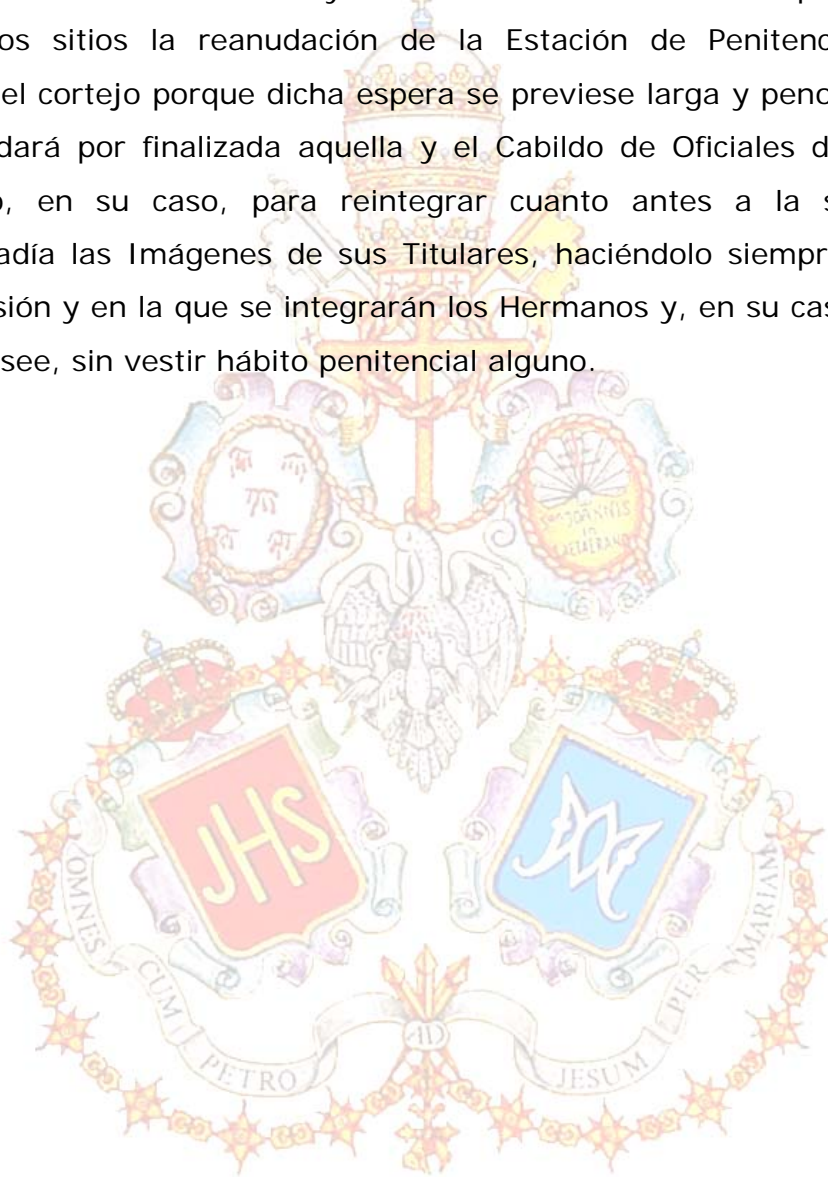 os sitios la reanudación de la Estación de Penitenc
el cortejo porque dicha espera se previese larga y peno
dará por finalizada aquella y el Cabildo de Oficiales d
o, en su caso, para reintegrar cuanto antes a la s
adía las Imágenes de sus Titulares, haciéndolo siempr
sión y en la que se integrarán los Hermanos y, en su cas
see, sin vestir hábito penitencial alguno.
JHS
OMNES CUM PETRO JESUM PER MARIAM